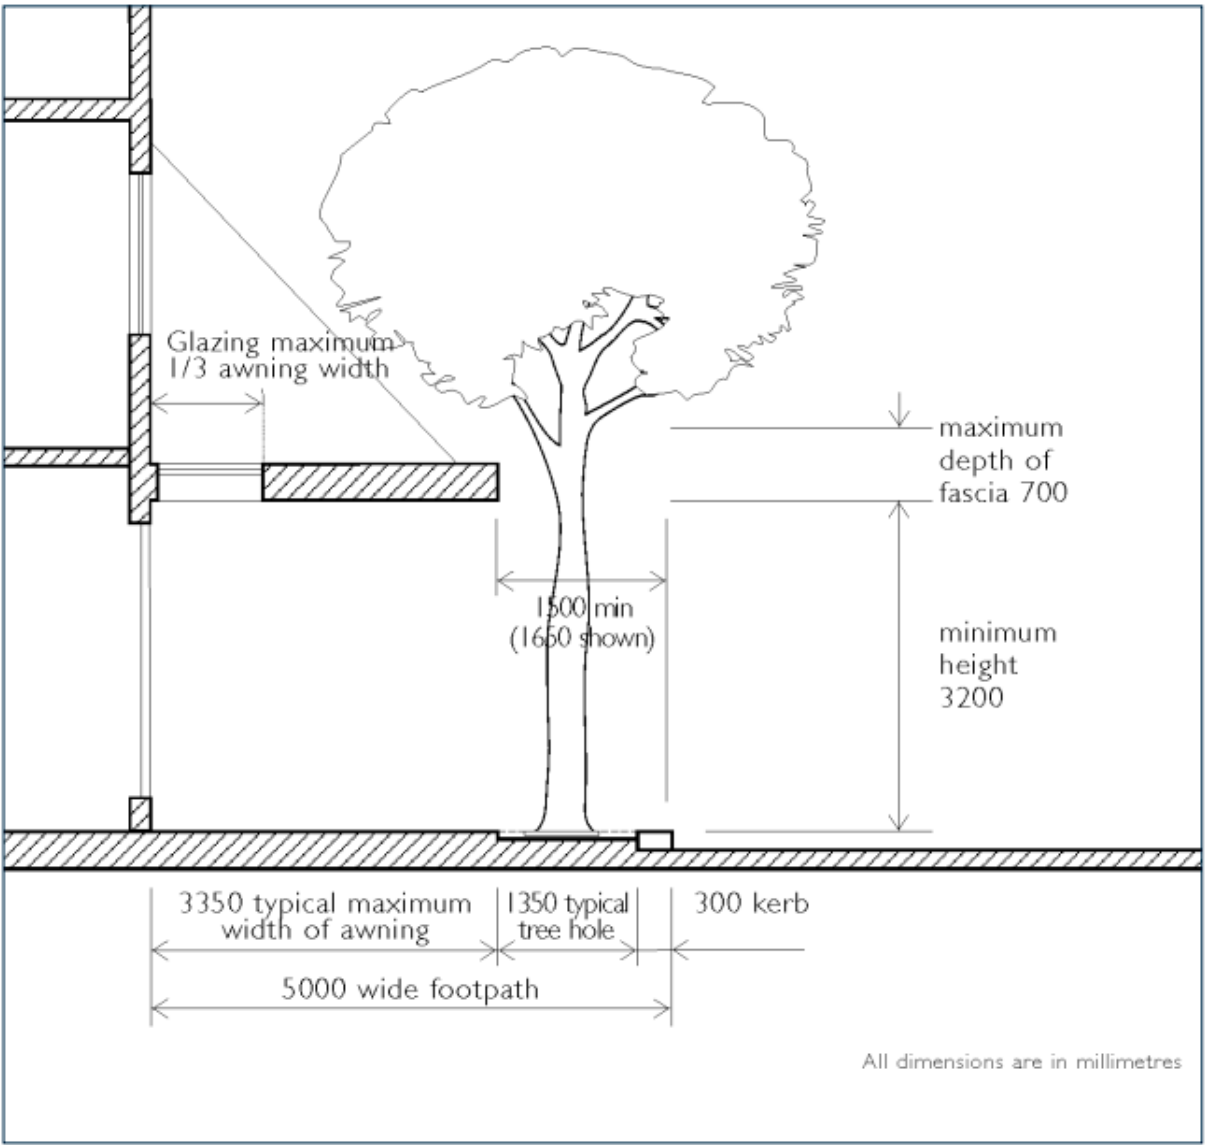 Glazing maximum
1/3 awning width
maximum
depth of
fascia 700
1500 min
(1650 shown)
minimum
height
3200
3350 typical maximum
width of awning
1350 typical
tree hole
300 kerb
5000 wide footpath
All dimensions are in millimetres